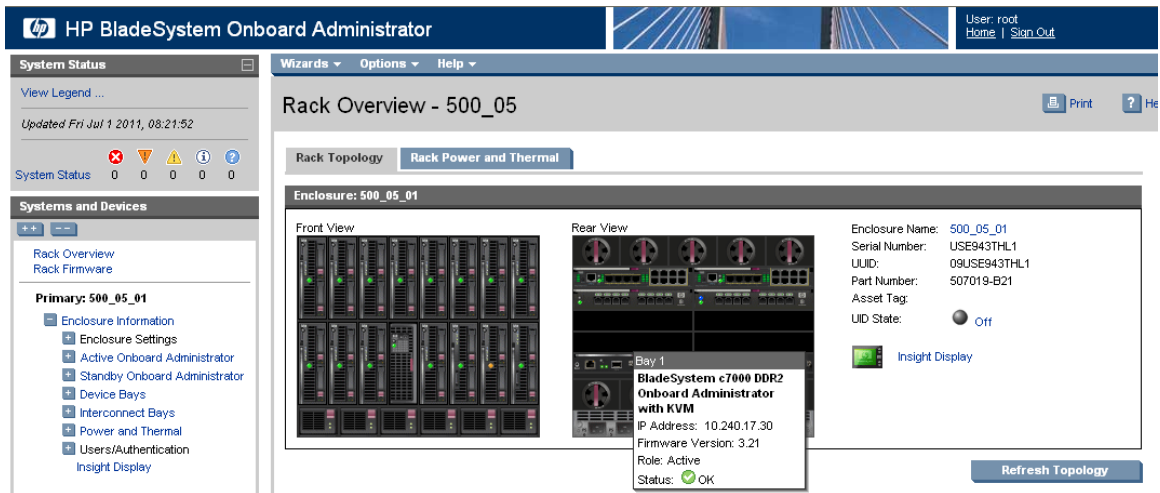 hp HP BladeSystem Onboard Administrator
User: root
Home | Sign Out
System Status
Wizards Options Help
View Legend ...
Rack Overview - 500_05
Print
? He
Updated Fri Jul 1 2011, 08:21:52
System Status 0 0 0 0 0
Rack Topology Rack Power and Thermal
Systems and Devices
++ --
Rack Overview
Rack Firmware
Primary: 500_05_01
Enclosure Information
Enclosure Settings
Active Onboard Administrator
Standby Onboard Administrator
Device Bays
Interconnect Bays
Power and Thermal
Users/Authentication
Insight Display
Enclosure: 500_05_01
Front View
Rear View
Enclosure Name: 500_05_01
Serial Number: USE943THL1
UUID: 09USE943THL1
Part Number: 507019-B21
Asset Tag:
UID State: Off
Insight Display
Bay 1
BladeSystem c7000 DDR2
Onboard Administrator
with KVM
IP Address: 10.240.17.30
Firmware Version: 3.21
Role: Active
Status: OK
Refresh Topology